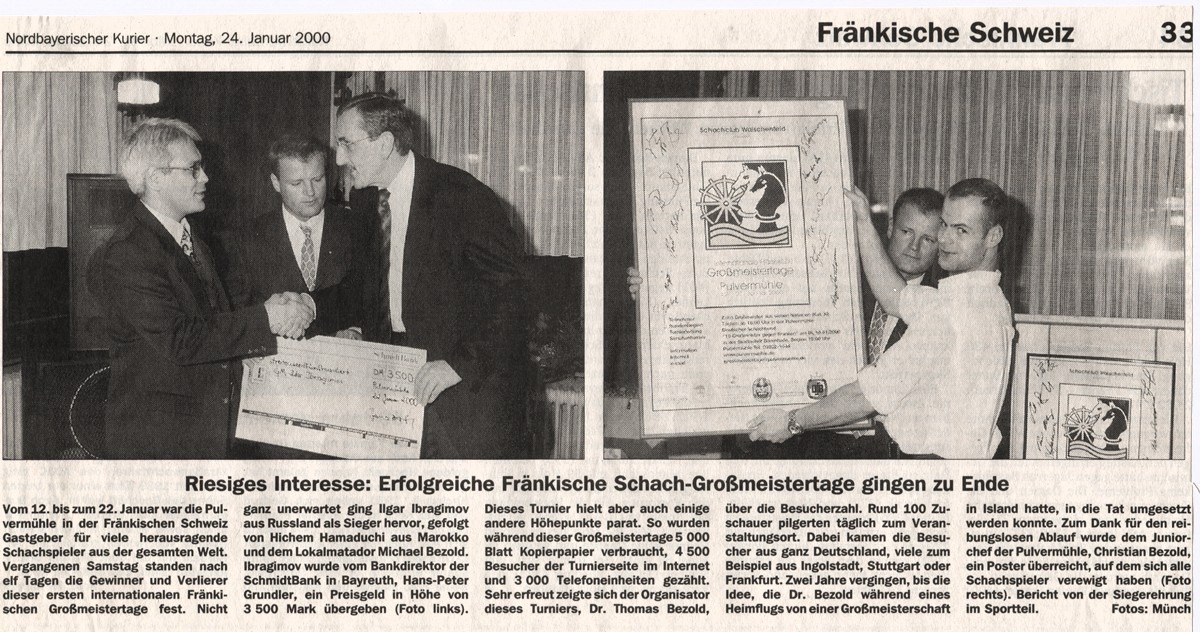 Nordbayerischer Kurier · Montag, 24. Januar 2000
Fränkische Schweiz
33
DM 3500
Pulvermühle
22. Januar 2000
Schachclub Waischenfeld
Internationale Fränkische
Großmeistertage
Pulvermühle
Schachclub Waischenfeld
Riesiges Interesse: Erfolgreiche Fränkische Schach-Großmeistertage gingen zu Ende
Vom 12. bis zum 22. Januar war die Pul-
vermühle in der Fränkischen Schweiz
Gastgeber für viele herausragende
Schachspieler aus der gesamten Welt.
Vergangenen Samstag standen nach
elf Tagen die Gewinner und Verlierer
dieser ersten internationalen Fränki-
schen Großmeistertage fest. Nicht
ganz unerwartet ging Ilgar Ibragimov
aus Russland als Sieger hervor, gefolgt
von Hichem Hamaduchi aus Marokko
und dem Lokalmatador Michael Bezold.
Ibragimov wurde vom Bankdirektor der
SchmidtBank in Bayreuth, Hans-Peter
Grundler, ein Preisgeld in Höhe von
3 500 Mark übergeben (Foto links).
Dieses Turnier hielt aber auch einige
andere Höhepunkte parat. So wurden
während dieser Großmeistertage 5 000
Blatt Kopierpapier verbraucht, 4 500
Besucher der Turnierseite im Internet
und 3 000 Telefoneinheiten gezählt.
Sehr erfreut zeigte sich der Organisator
dieses Turniers, Dr. Thomas Bezold,
über die Besucherzahl. Rund 100 Zu-
schauer pilgerten täglich zum Veran-
staltungsort. Dabei kamen die Besu-
cher aus ganz Deutschland, viele zum
Beispiel aus Ingolstadt, Stuttgart oder
Frankfurt. Zwei Jahre vergingen, bis die
Idee, die Dr. Bezold während eines
Heimflugs von einer Großmeisterschaft
in Island hatte, in die Tat umgesetzt
werden konnte. Zum Dank für den rei-
bungslosen Ablauf wurde dem Junior-
chef der Pulvermühle, Christian Bezold,
ein Poster überreicht, auf dem sich alle
Schachspieler verewigt haben (Foto
rechts). Bericht von der Siegerehrung
im Sportteil. Fotos: Münch